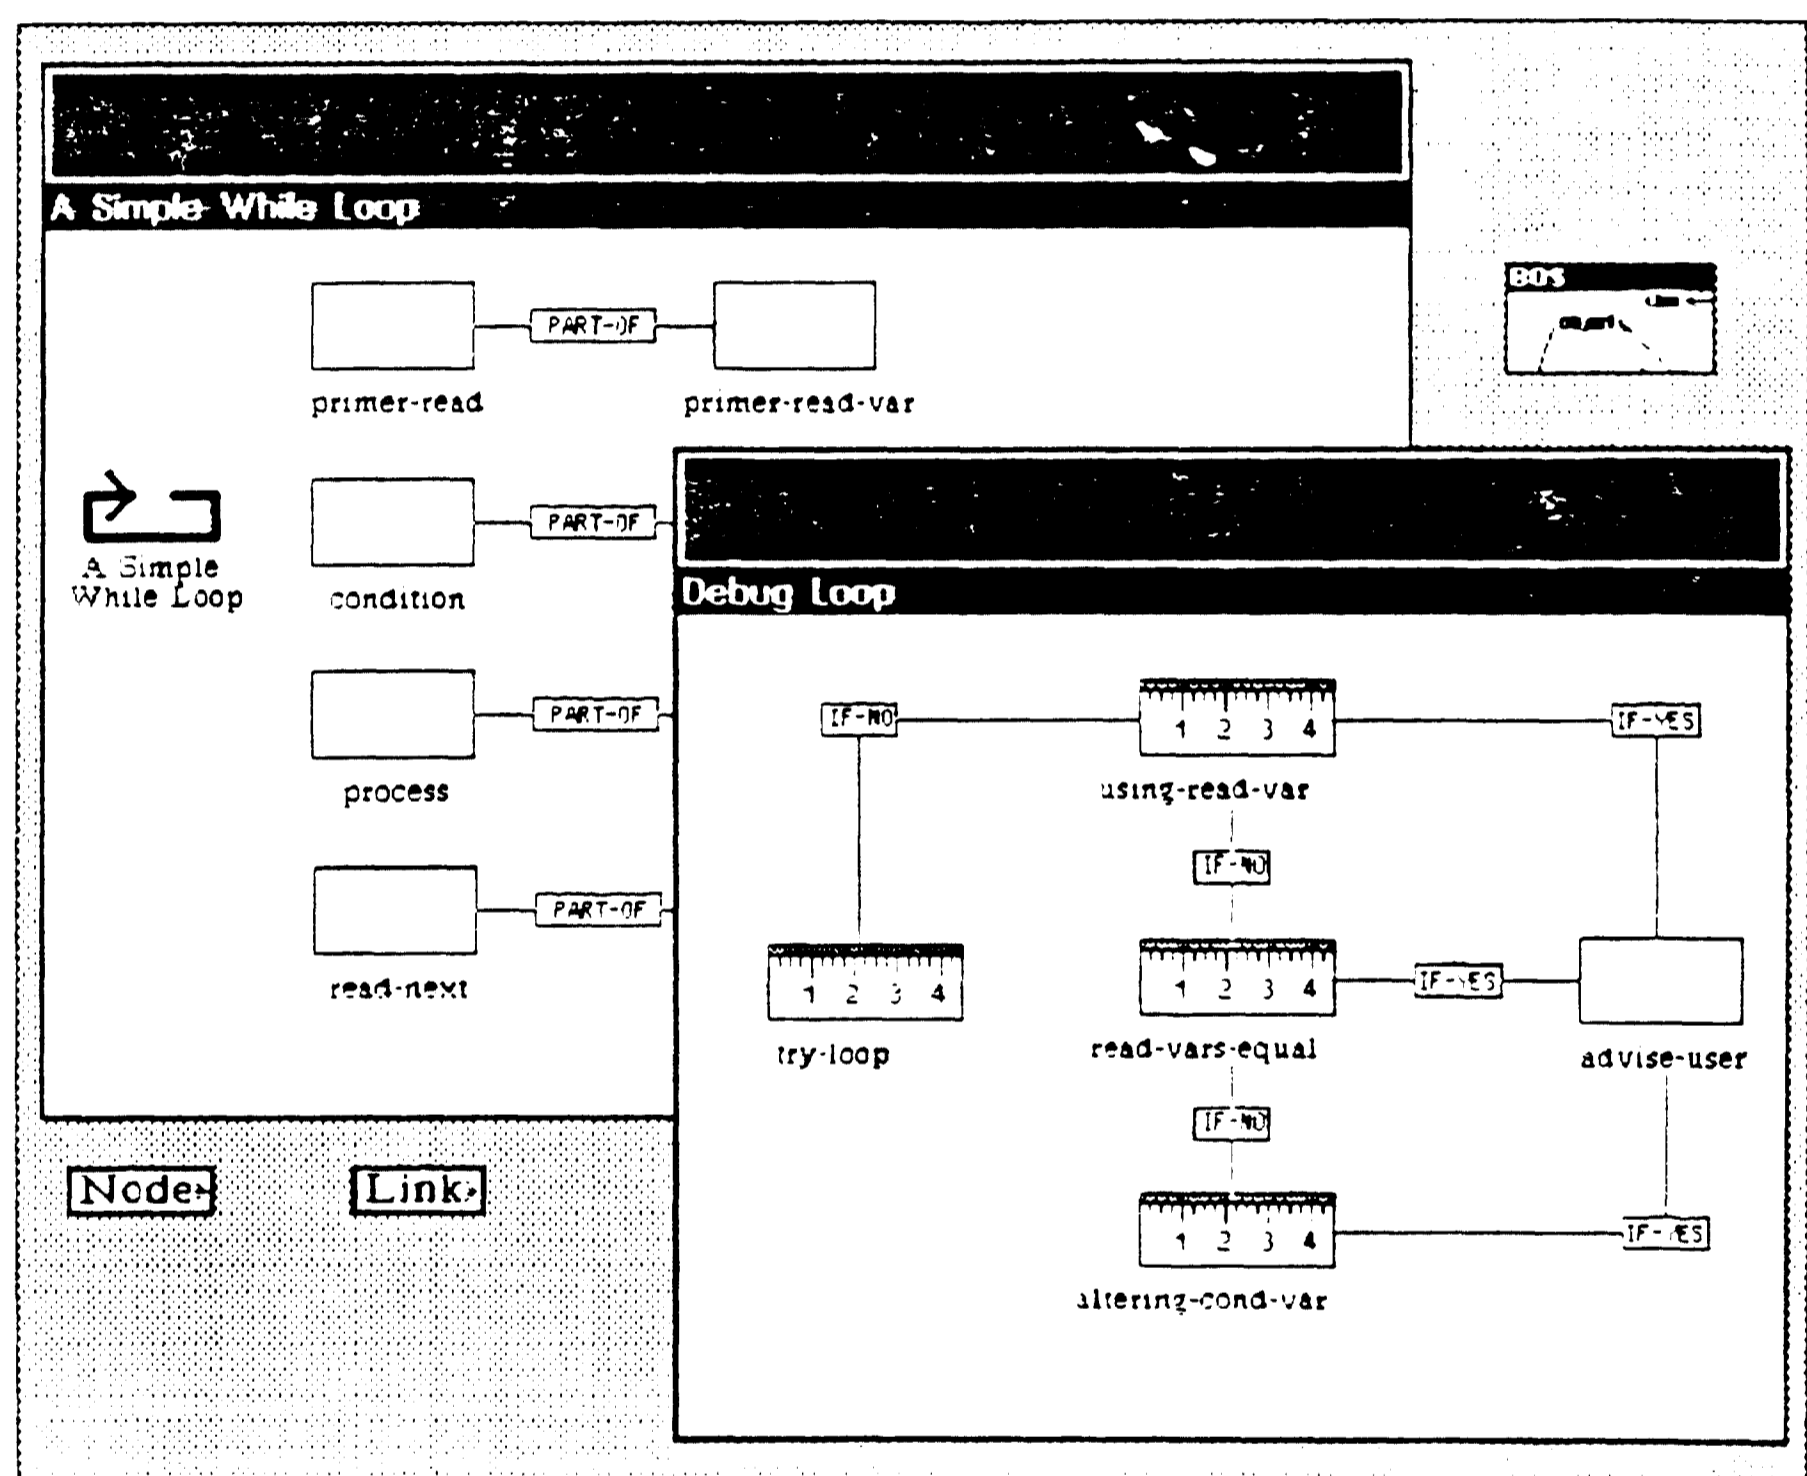 A Simple While Loop
PART-OF
primer-read
primer-read-var
BOS
PART-OF
A Simple
While Loop
condition
PART-OF
process
PART-OF
read-next
Node
Link
Debug Loop
IF-NO
1 2 3 4
IF-YES
using-read-var
IF-NO
1 2 3 4
try-loop
1 2 3 4
read-vars-equal
IF-YES
advise-user
IF-NO
1 2 3 4
IF-YES
altering-cond-var